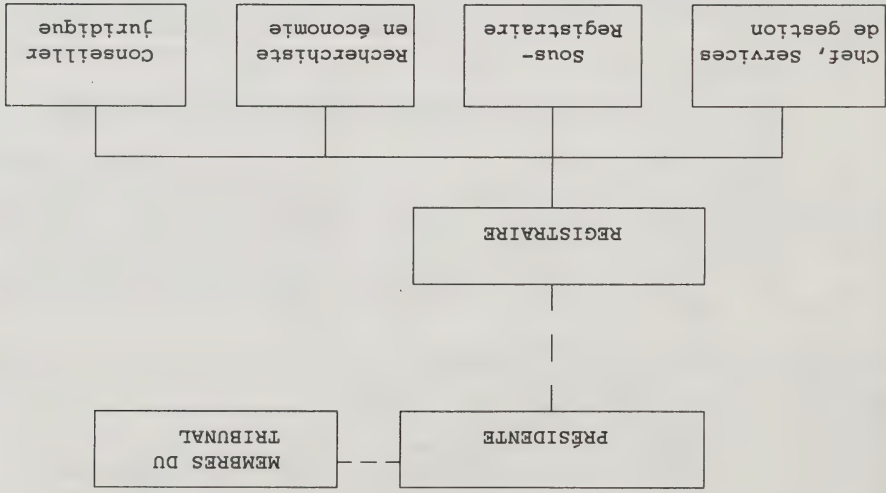 PRÉSIDENTE
MEMBRES DU
TRIBUNAL
REGISTRAIRE
Chef, Services
de gestion
Sous-
Registraire
Recherchiste
en économie
Conseiller
juridique